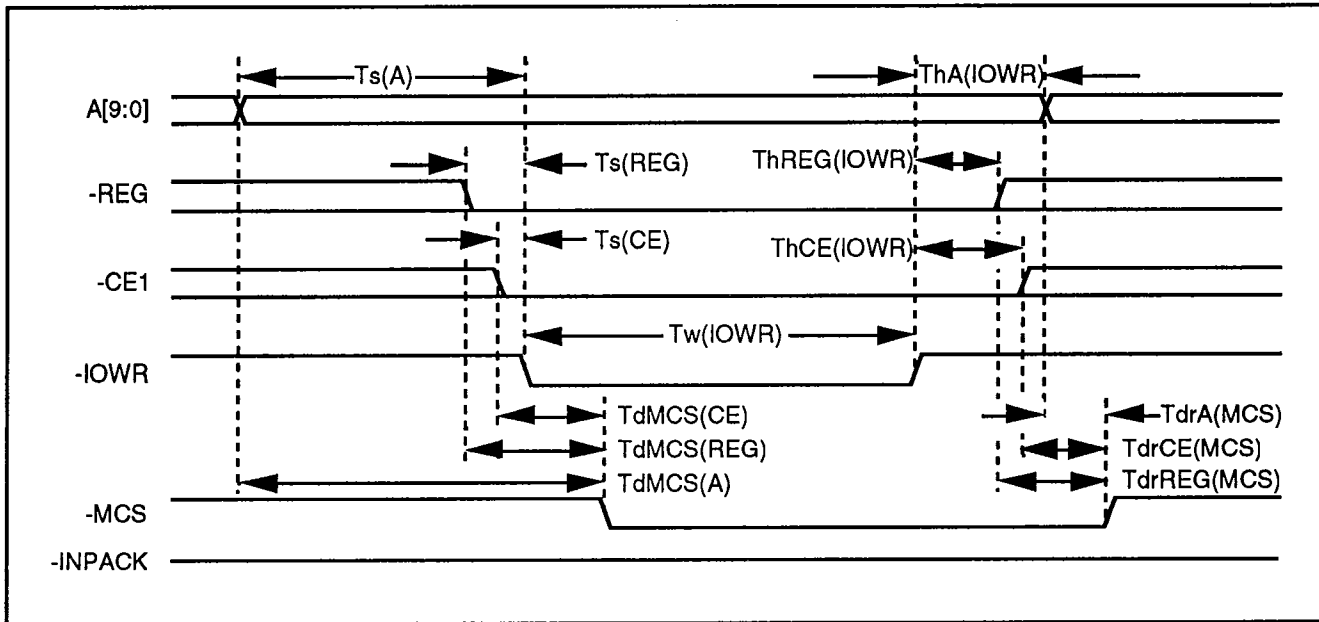 Ts(A) ThA(IOWR)
A[9:0]
Ts(REG) ThREG(IOWR)
-REG
Ts(CE) ThCE(IOWR)
-CE1
Tw(IOWR)
-IOWR
TdMCS(CE) TdrA(MCS)
TdMCS(REG) TdrCE(MCS)
TdMCS(A) TdrREG(MCS)
-MCS
-INPACK